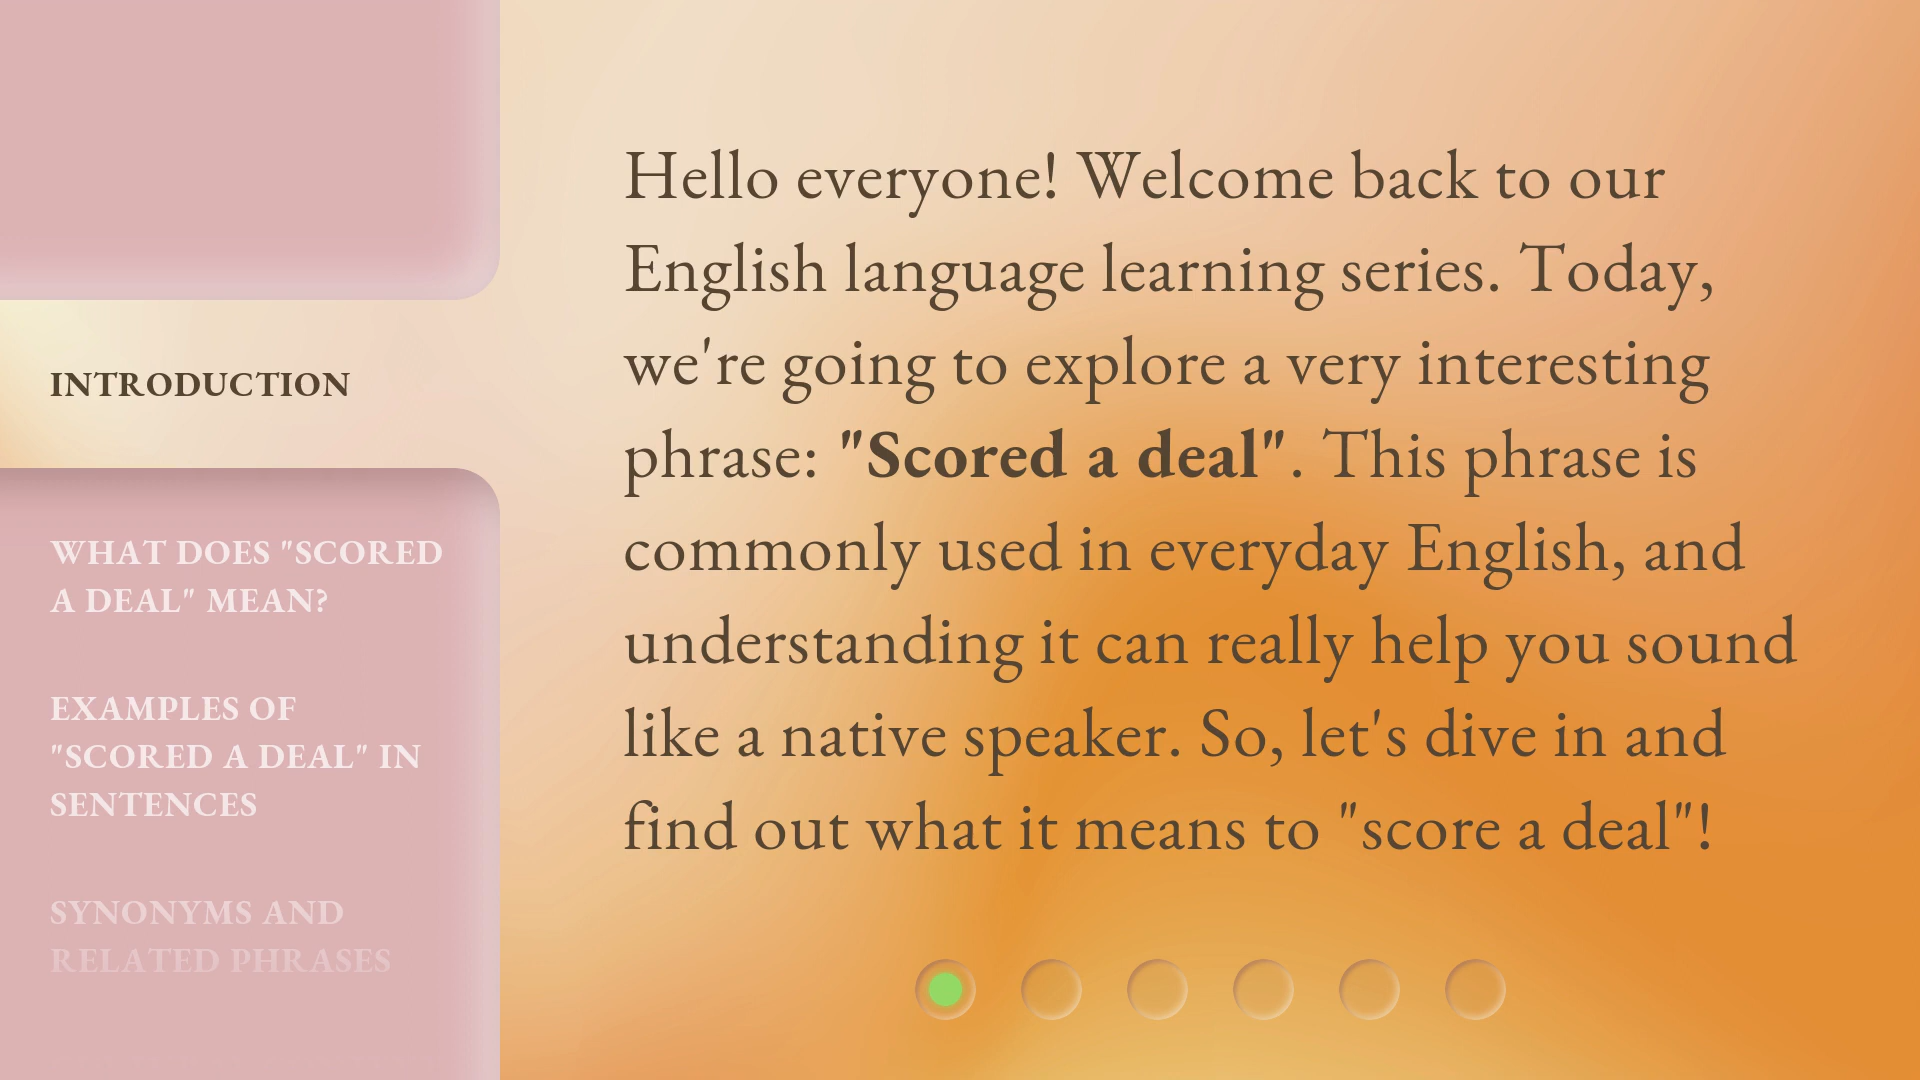 INTRODUCTION
WHAT DOES "SCORED
A DEAL" MEAN?
EXAMPLES OF
"SCORED A DEAL" IN
SENTENCES
SYNONYMS AND
RELATED PHRASES
Hello everyone! Welcome back to our
English language learning series. Today,
we're going to explore a very interesting
phrase: "Scored a deal". This phrase is
commonly used in everyday English, and
understanding it can really help you sound
like a native speaker. So, let's dive in and
find out what it means to "score a deal"!